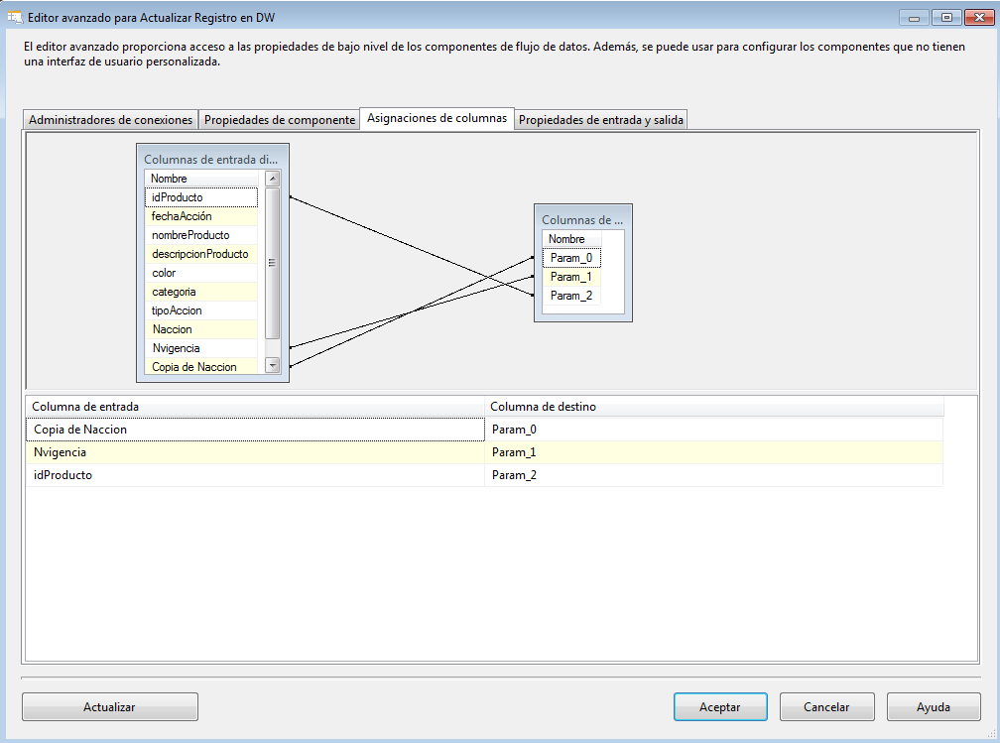 Editor avanzado para Actualizar Registro en DW
El editor avanzado proporciona acceso a las propiedades de bajo nivel de los componentes de flujo de datos. Además, se puede usar para configurar los componentes que no tienen
una interfaz de usuario personalizada.
Administradores de conexiones Propiedades de componente Asignaciones de columnas Propiedades de entrada y salida
Columnas de entrada di...
Nombre
idProducto
fechaAcción
nombreProducto
descripcionProducto
color
categoria
tipoAccion
Naccion
Nvigencia
Copia de Naccion
Columnas de ...
Nombre
Param_0
Param_1
Param_2
Columna de entrada Columna de destino
Copia de Naccion Param_0
Nvigencia Param_1
idProducto Param_2
Actualizar Aceptar Cancelar Ayuda